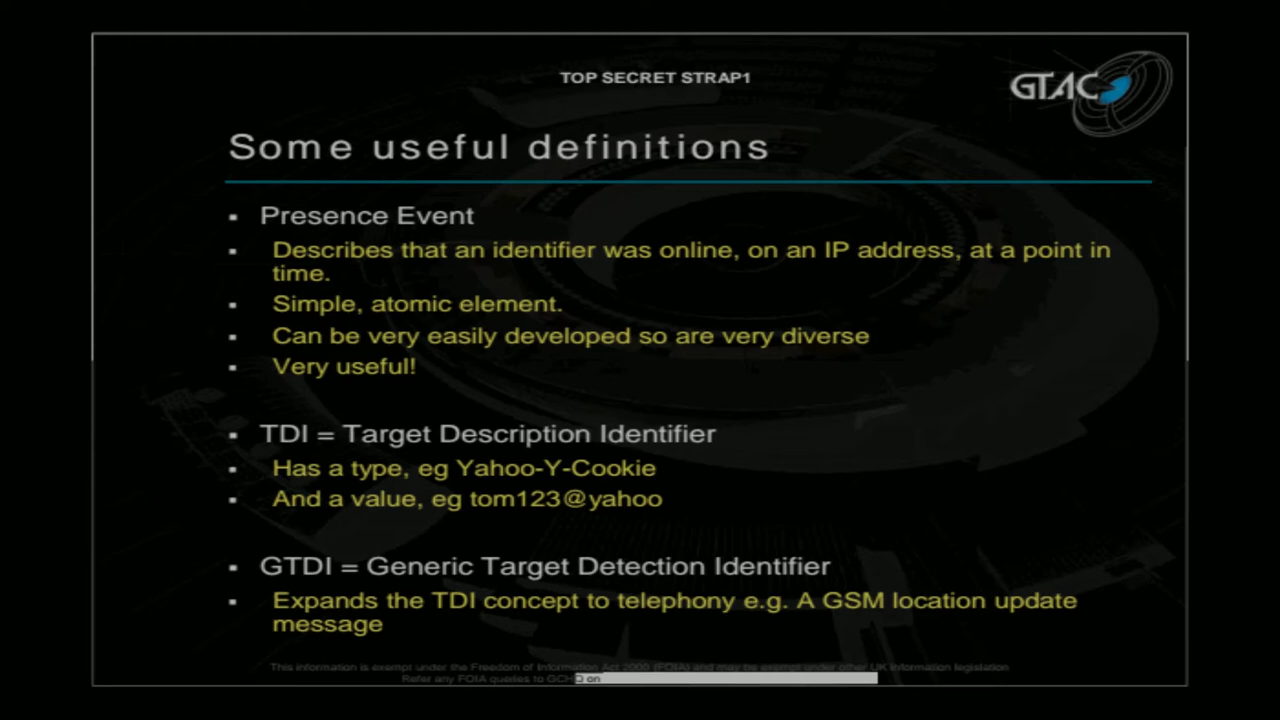 TOP SECRET STRAP1
GTAC
Some useful definitions
▪ Presence Event
▪ Describes that an identifier was online, on an IP address, at a point in
time.
▪ Simple, atomic element.
▪ Can be very easily developed so are very diverse
▪ Very useful!
▪ TDI = Target Description Identifier
▪ Has a type, eg Yahoo-Y-Cookie
▪ And a value, eg tom123@yahoo
▪ GTDI = Generic Target Detection Identifier
▪ Expands the TDI concept to telephony e.g. A GSM location update
message
This information is exempt under the Freedom of Information Act 2000 (FOIA) and may be exempt under other UK information legislation
Refer any FOIA queries to GCHQ on